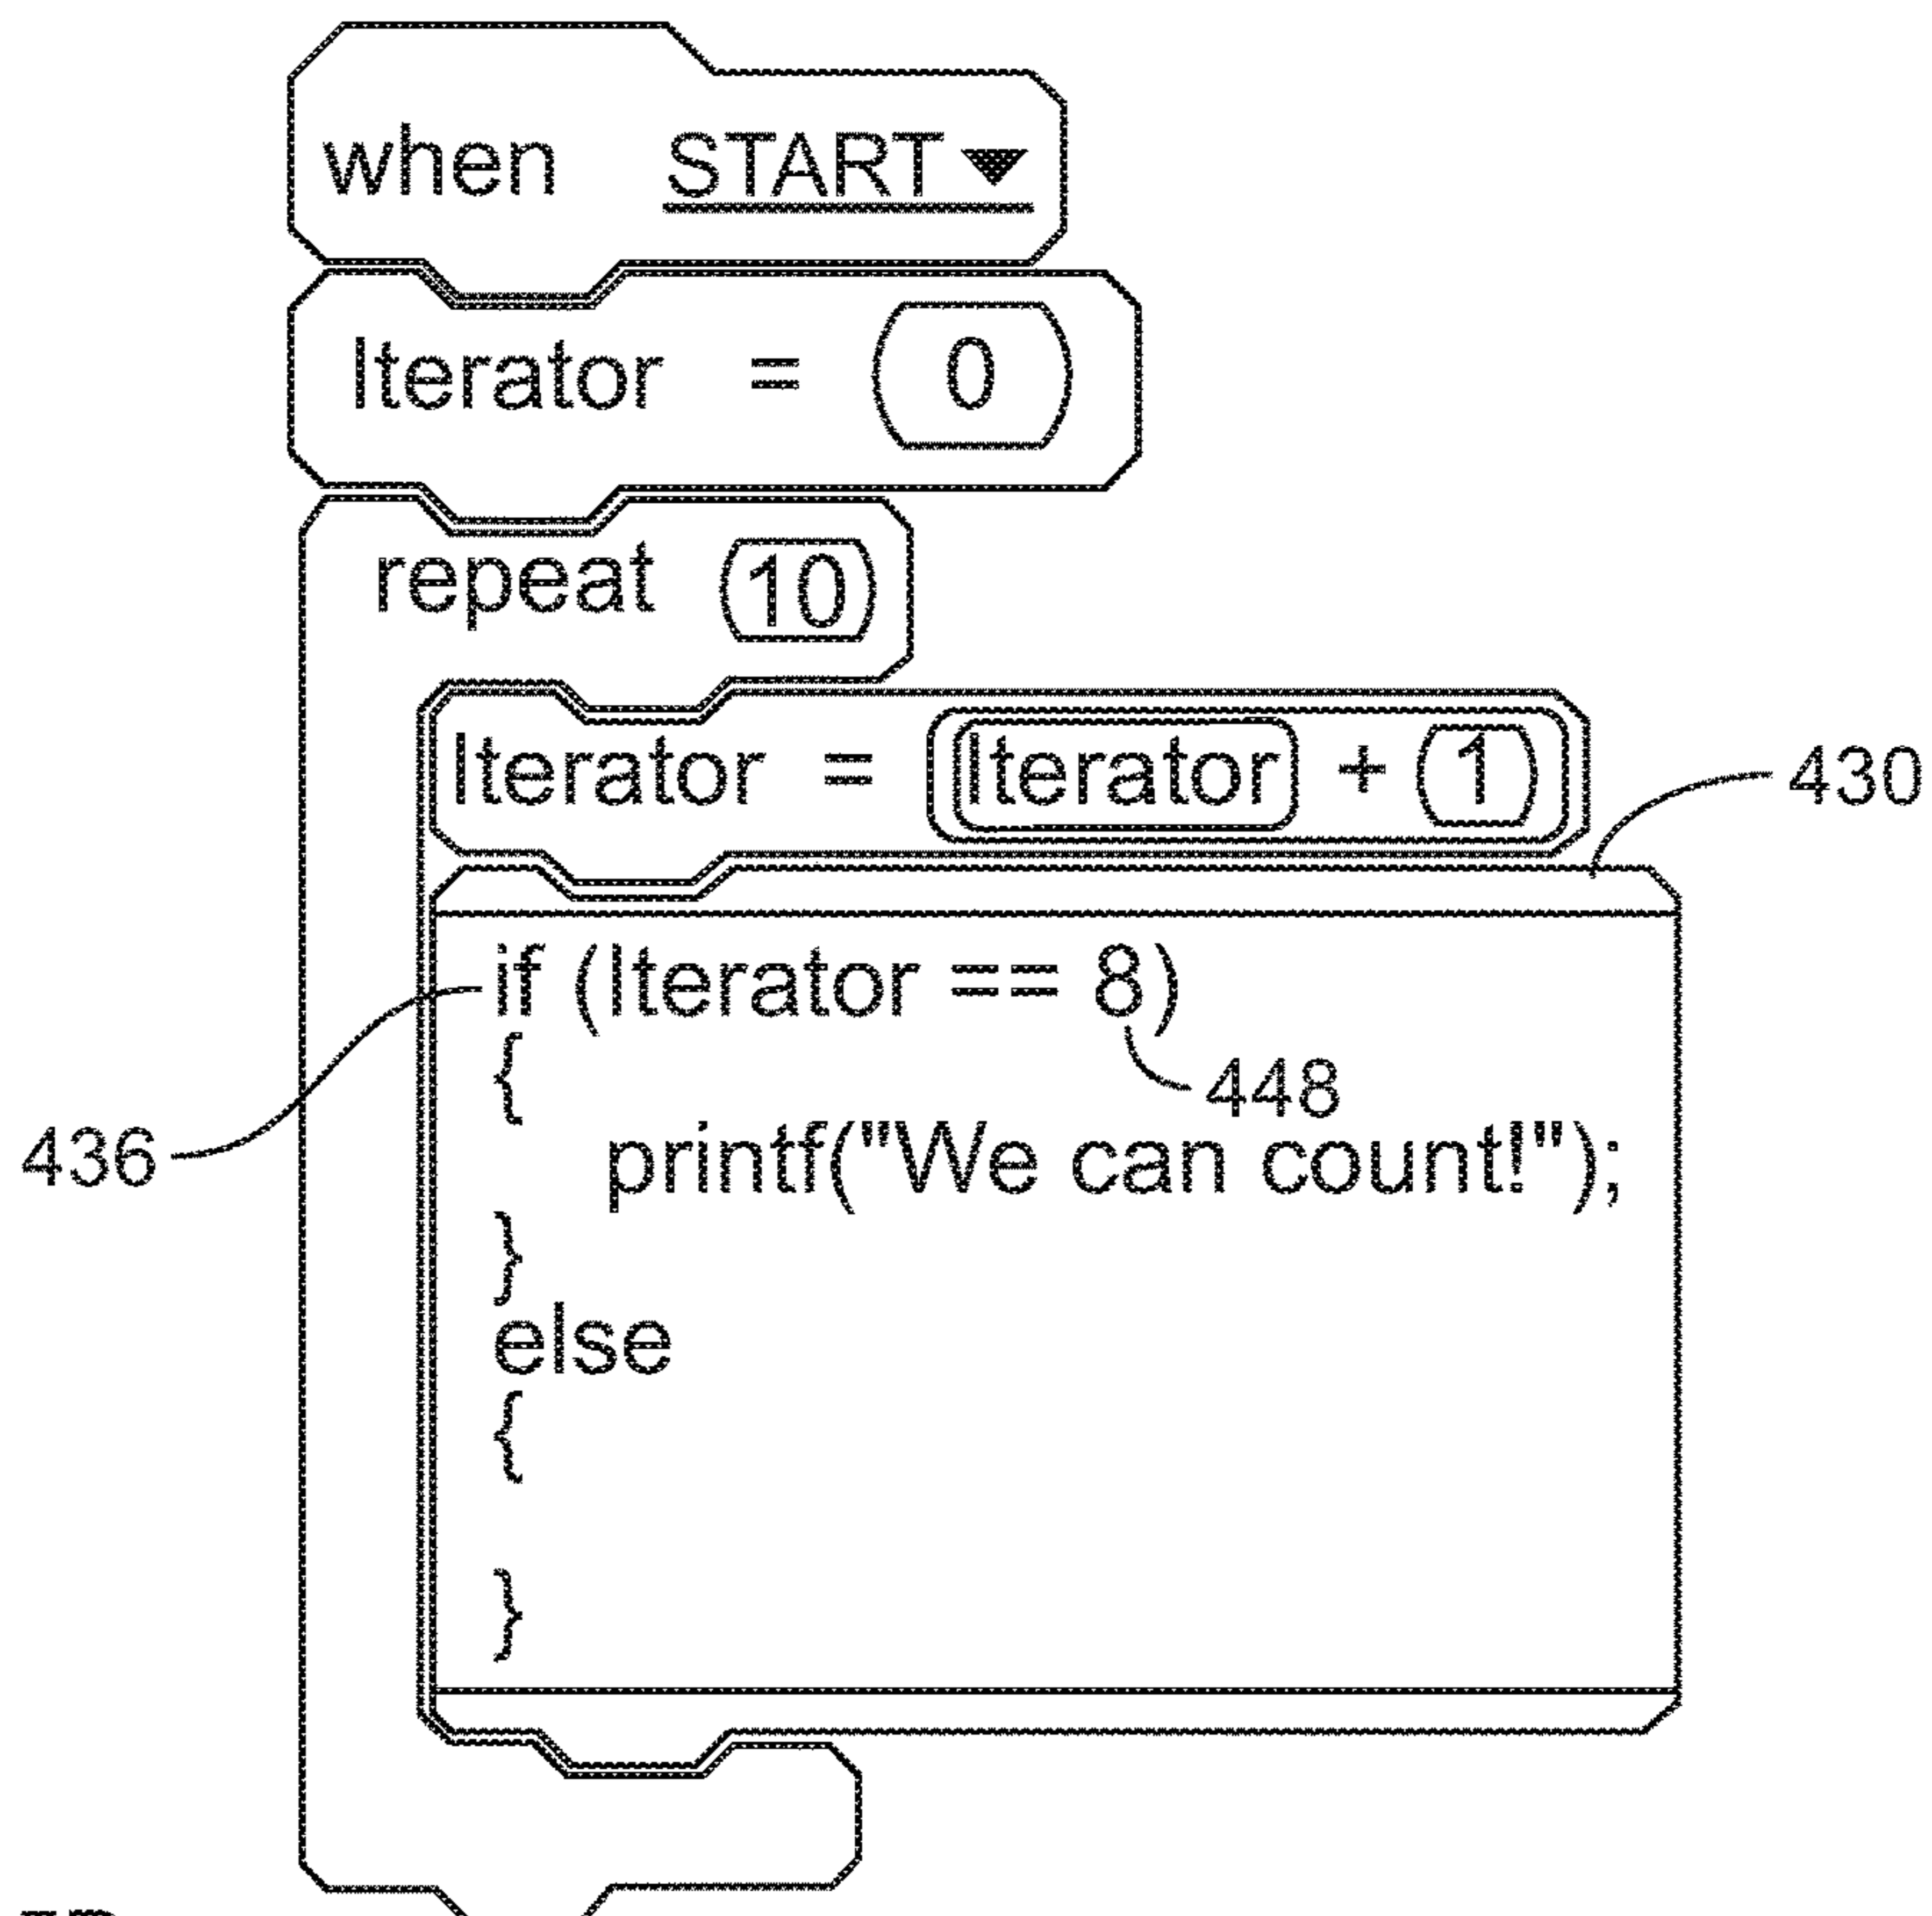 when START
Iterator = 0
repeat 10
Iterator = Iterator + 1
430
if (Iterator == 8)
436
{
448
printf("We can count!");
}
else
{
}